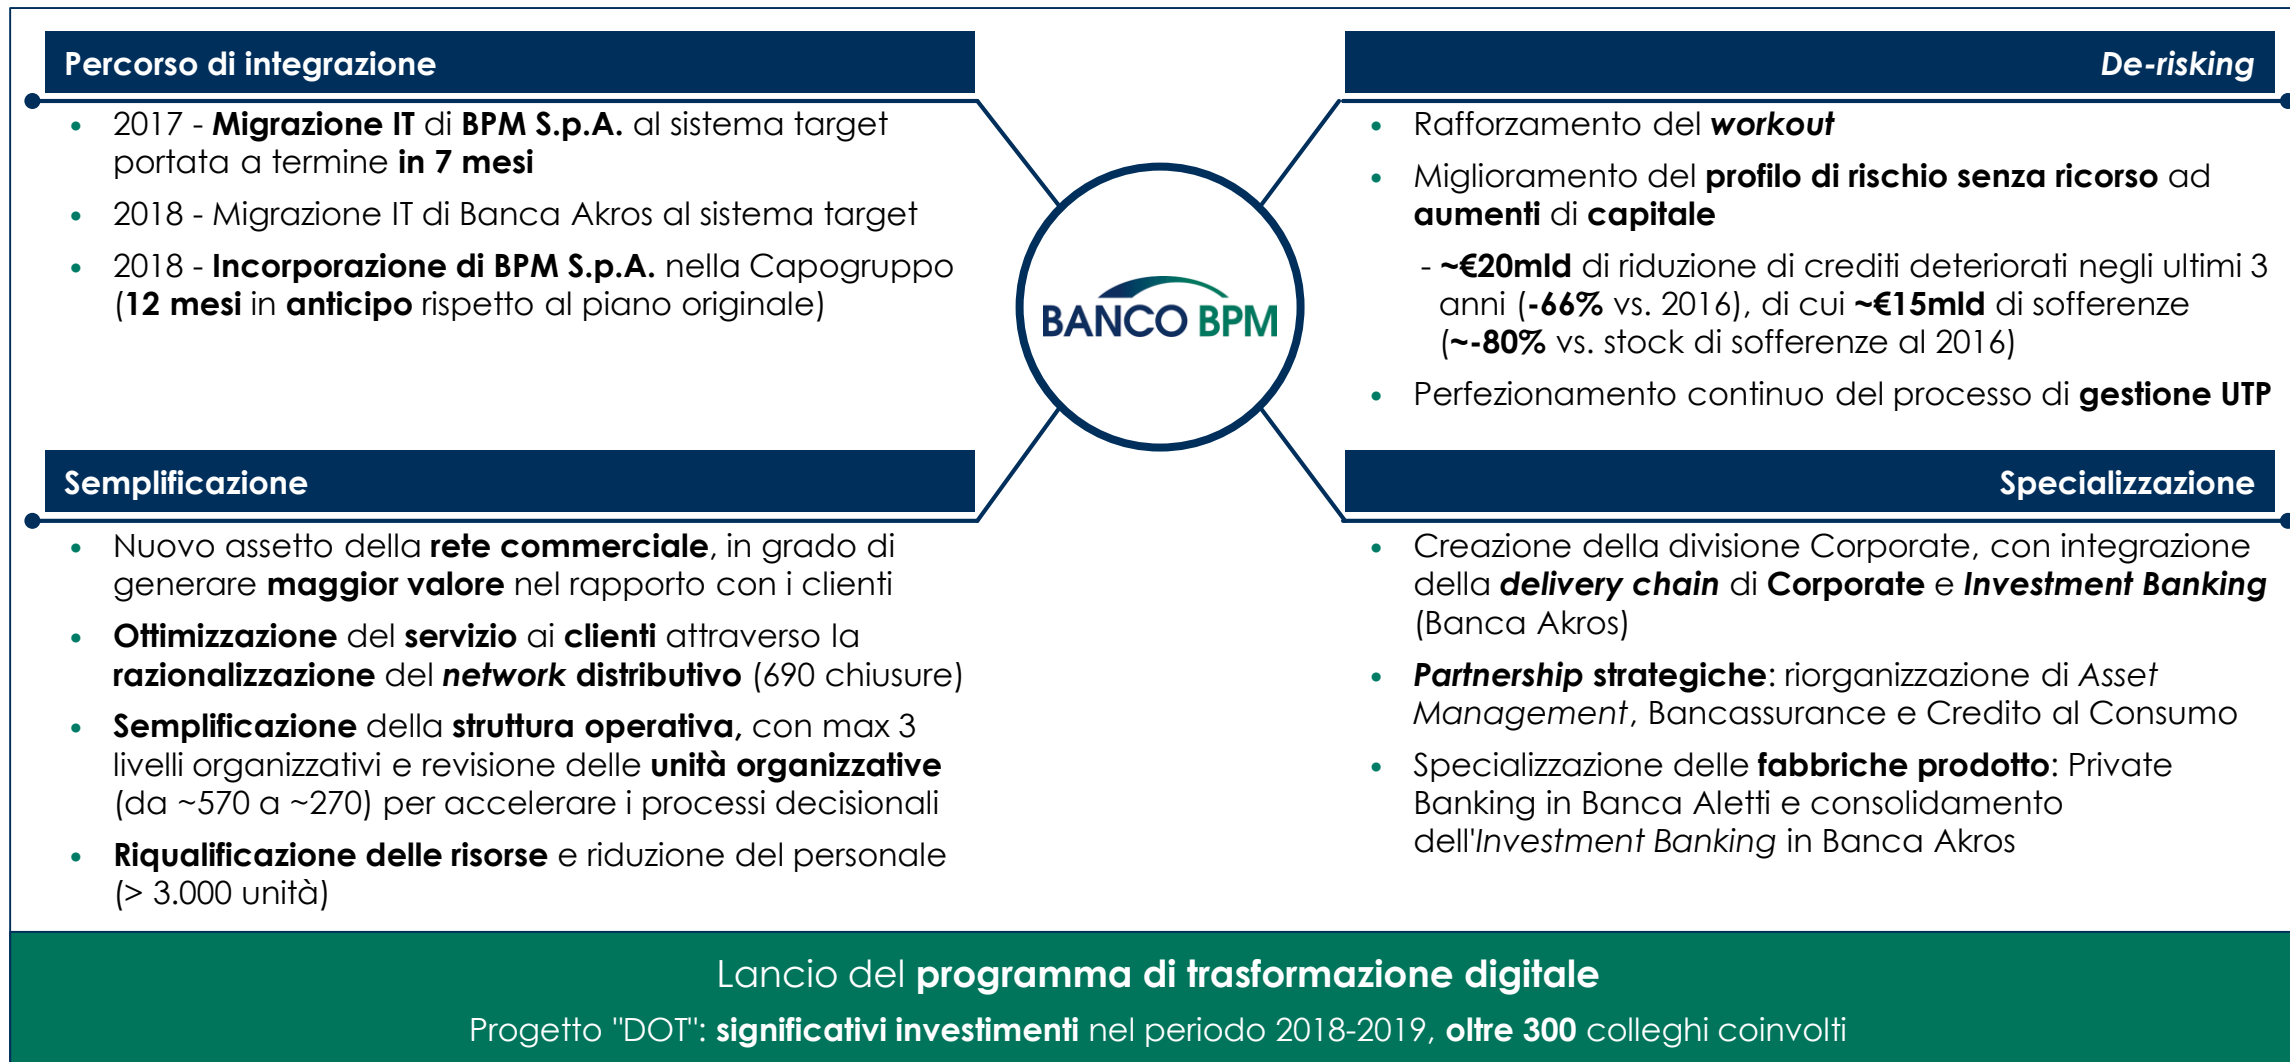 Percorso di integrazione
• 2017 - Migrazione IT di BPM S.p.A. al sistema target
portata a termine in 7 mesi
• 2018 - Migrazione IT di Banca Akros al sistema target
• 2018 - Incorporazione di BPM S.p.A. nella Capogruppo
(12 mesi in anticipo rispetto al piano originale)
De-risking
• Rafforzamento del workout
• Miglioramento del profilo di rischio senza ricorso ad
aumenti di capitale
- ~€20mld di riduzione di crediti deteriorati negli ultimi 3
anni (-66% vs. 2016), di cui ~€15mld di sofferenze
(~-80% vs. stock di sofferenze al 2016)
• Perfezionamento continuo del processo di gestione UTP
BANCO BPM
Semplificazione
• Nuovo assetto della rete commerciale, in grado di
generare maggior valore nel rapporto con i clienti
• Ottimizzazione del servizio ai clienti attraverso la
razionalizzazione del network distributivo (690 chiusure)
• Semplificazione della struttura operativa, con max 3
livelli organizzativi e revisione delle unità organizzative
(da ~570 a ~270) per accelerare i processi decisionali
• Riqualificazione delle risorse e riduzione del personale
(> 3.000 unità)
Specializzazione
• Creazione della divisione Corporate, con integrazione
della delivery chain di Corporate e Investment Banking
(Banca Akros)
• Partnership strategiche: riorganizzazione di Asset
Management, Bancassurance e Credito al Consumo
• Specializzazione delle fabbriche prodotto: Private
Banking in Banca Aletti e consolidamento
dell'Investment Banking in Banca Akros
Lancio del programma di trasformazione digitale
Progetto "DOT": significativi investimenti nel periodo 2018-2019, oltre 300 colleghi coinvolti